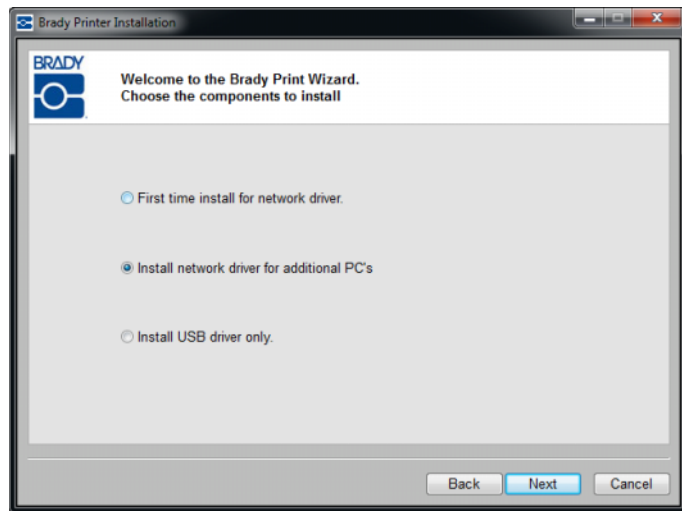 Brady Printer Installation
BRADY
Welcome to the Brady Print Wizard.
Choose the components to install
First time install for network driver.
Install network driver for additional PC's
Install USB driver only.
Back Next Cancel